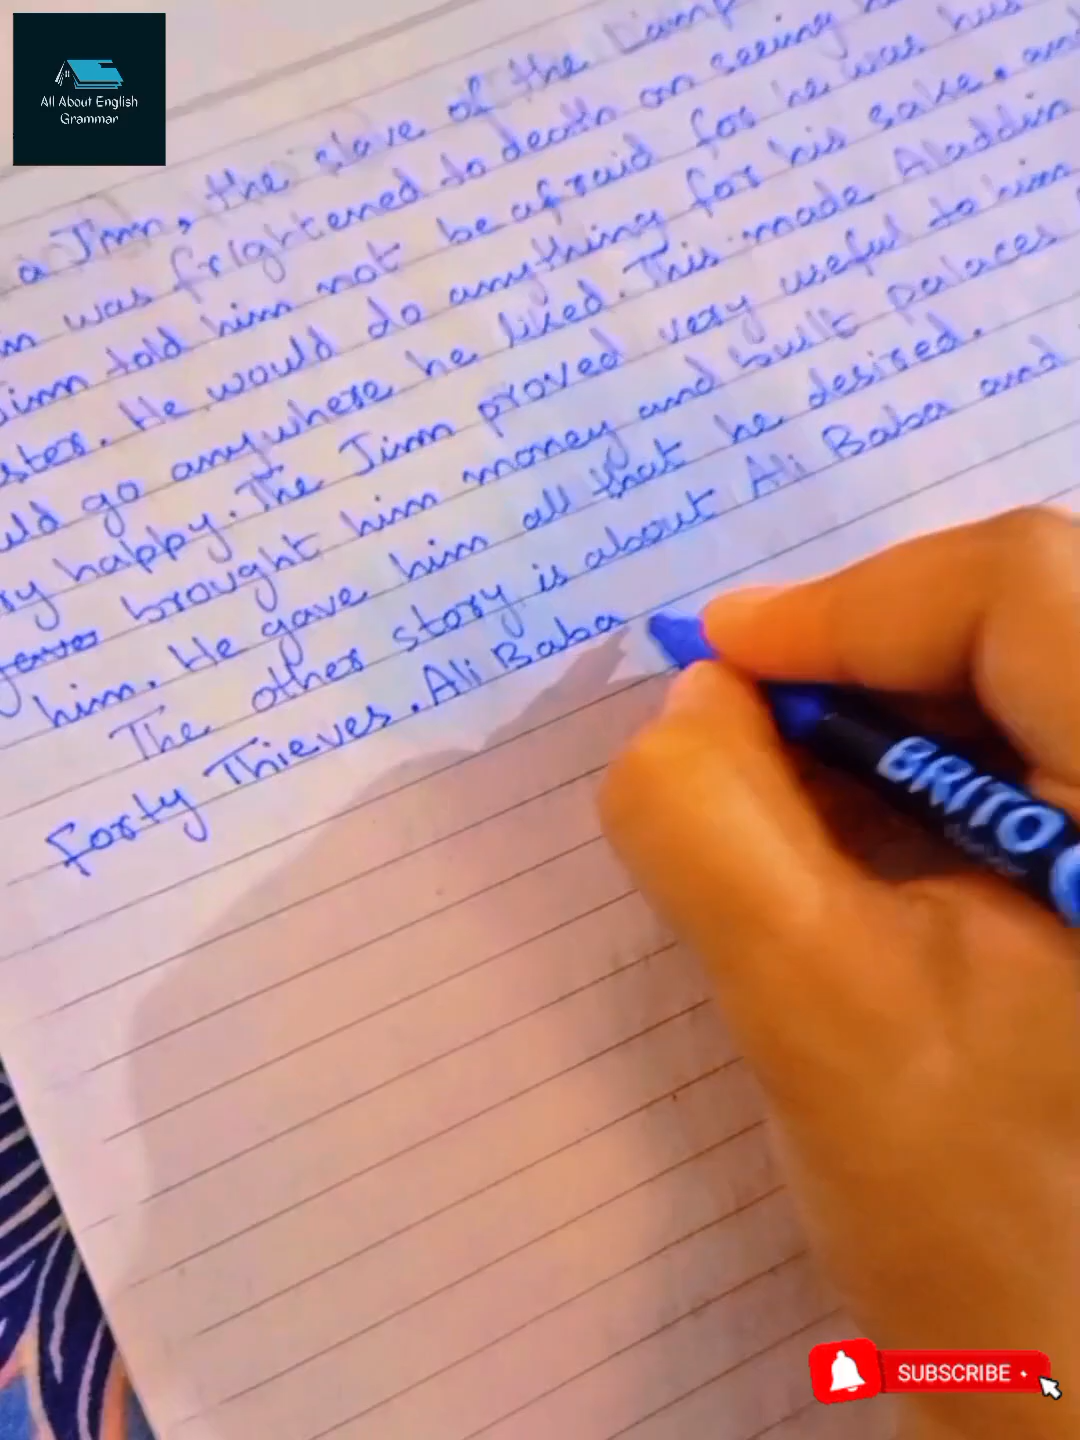 All About English
Grammar
a Jinn, the slave of the Lamp
was frightened to death on seeing
told him not be afraid for he was his
He would do anything for his sake. and
go anywhere he liked. This made Aladdin
happy. The Jinn proved very useful to him
brought him money and built palaces
him. He gave him all that he desired.
The other story is about Ali Baba and
Forty Thieves. Ali Baba
BRITO
SUBSCRIBE